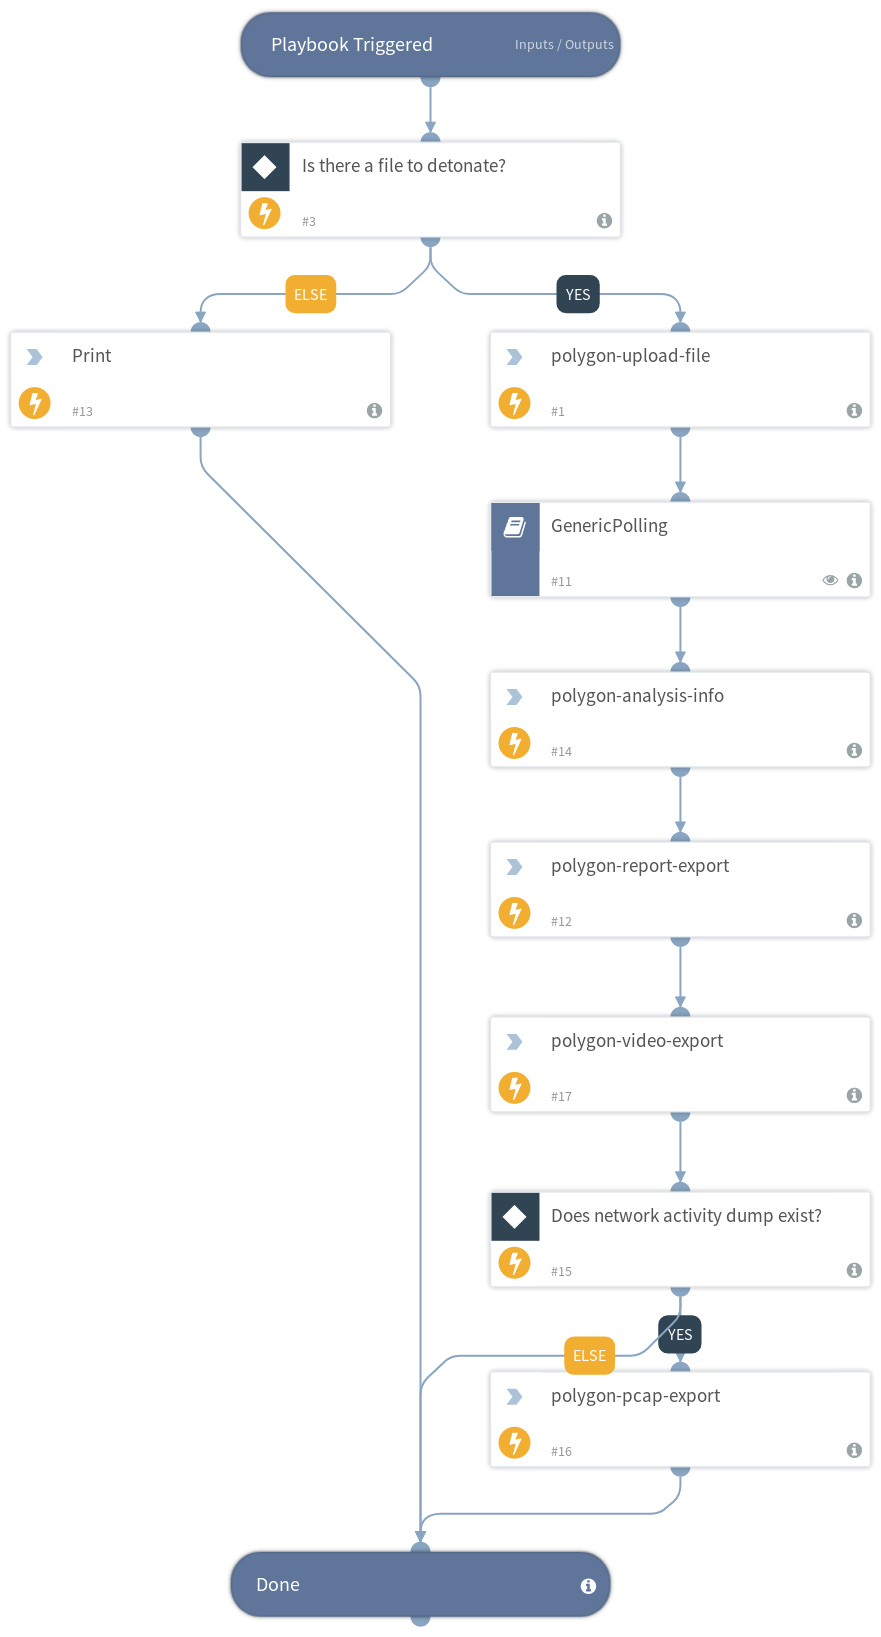 Playbook Triggered
Inputs / Outputs
Is there a file to detonate?
#3
ELSE
YES
Print
#13
polygon-upload-file
#1
GenericPolling
#11
polygon-analysis-info
#14
polygon-report-export
#12
polygon-video-export
#17
Does network activity dump exist?
#15
YES
ELSE
polygon-pcap-export
#16
Done